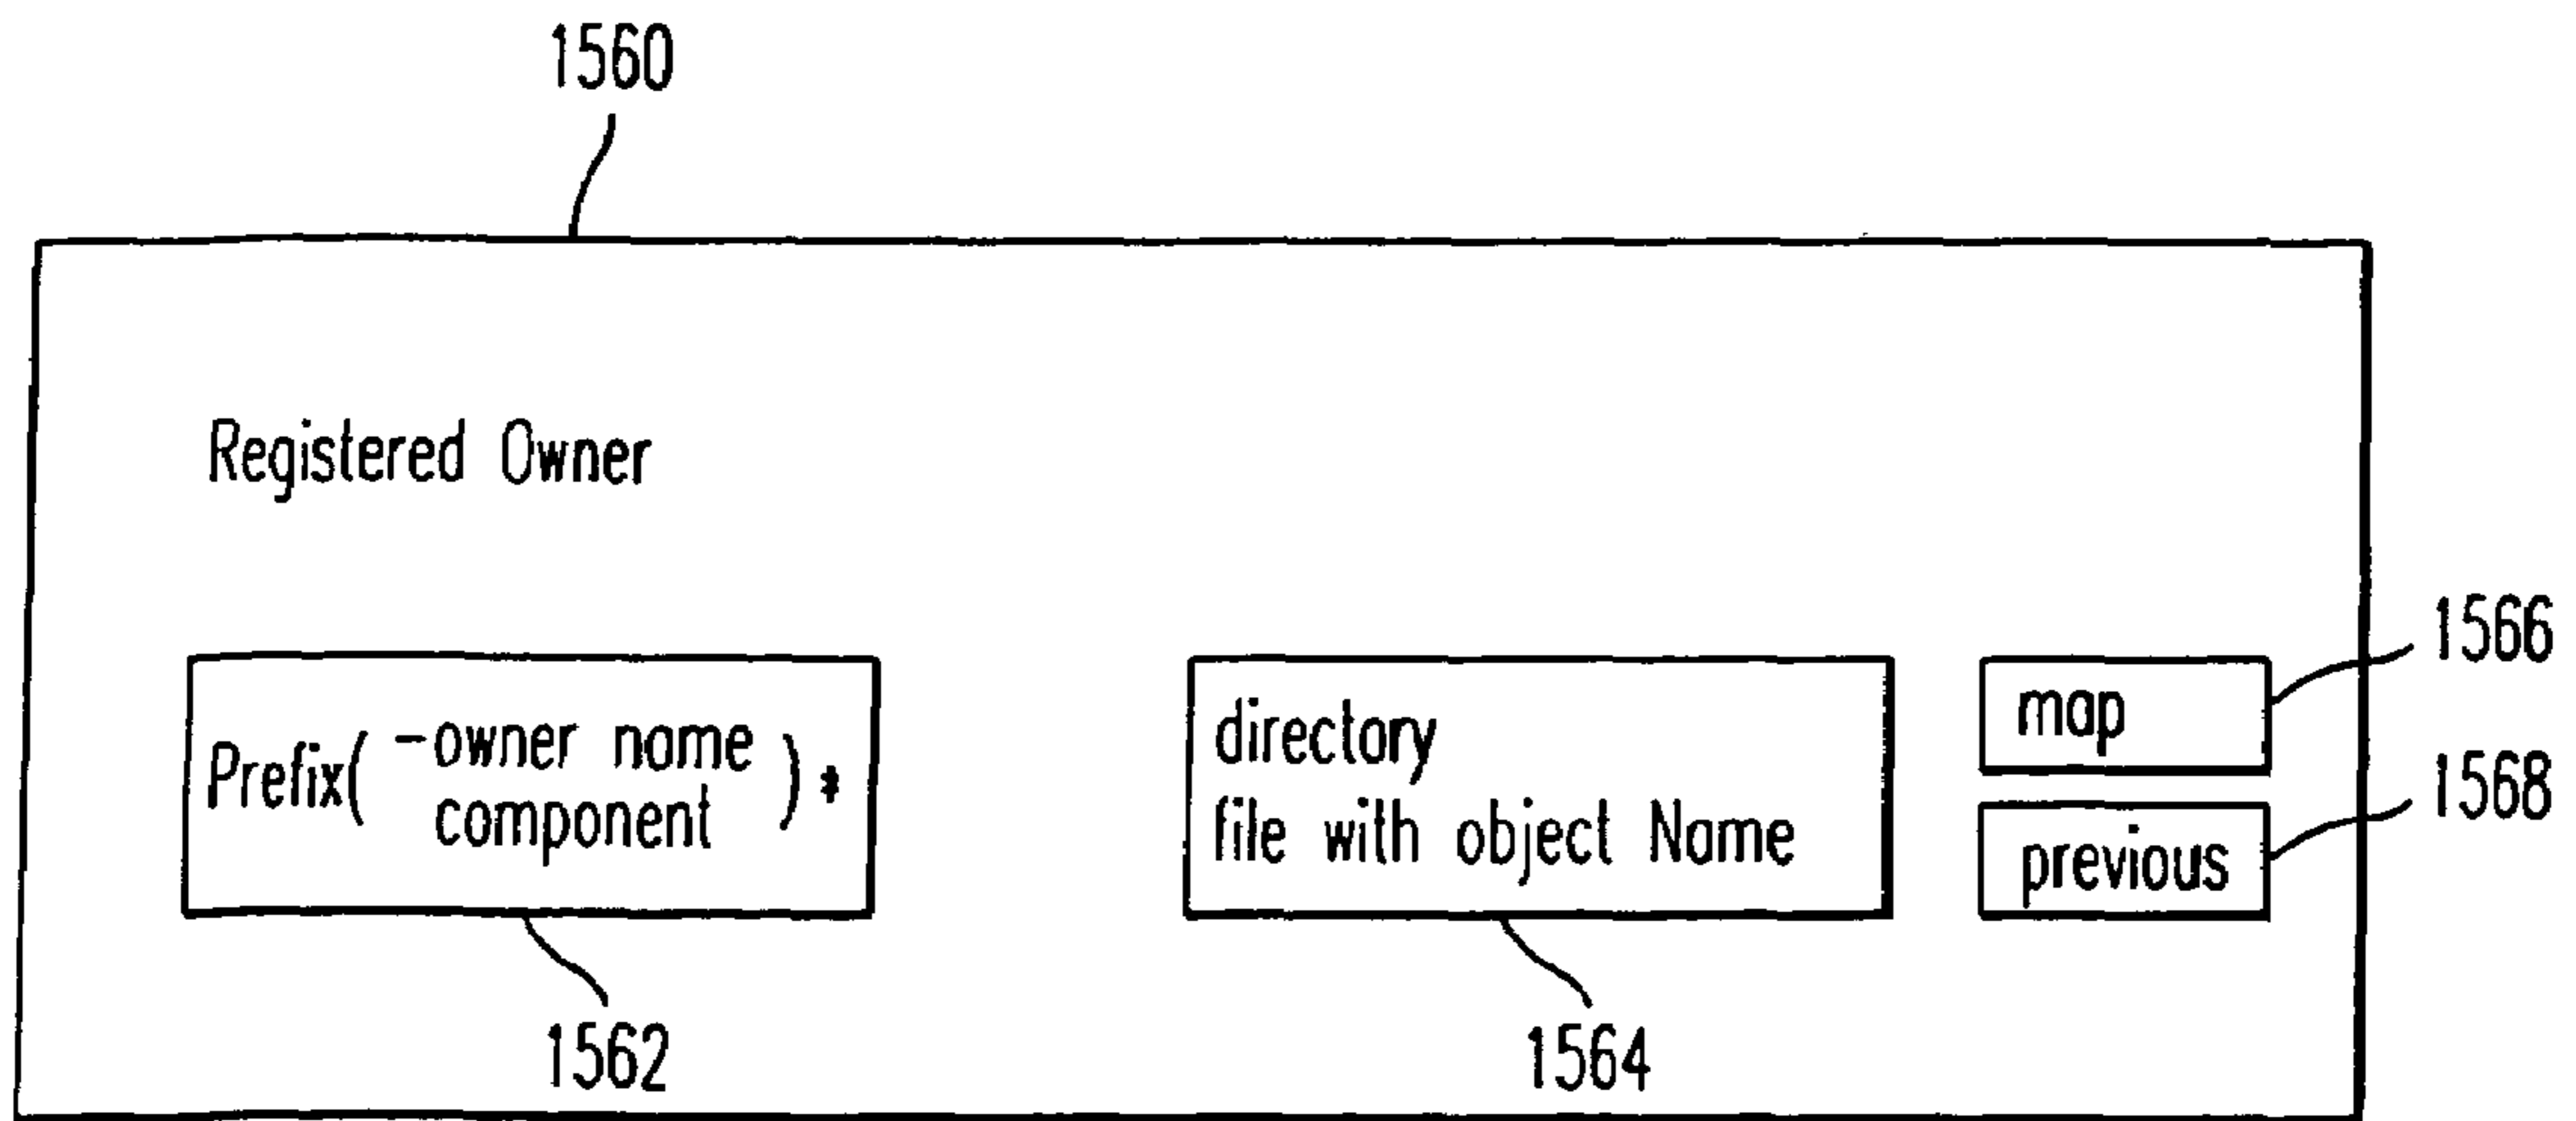 1560
Registered Owner
Prefix( -owner name
component )*
directory
file with object Name
map
1566
previous
1568
1562
1564